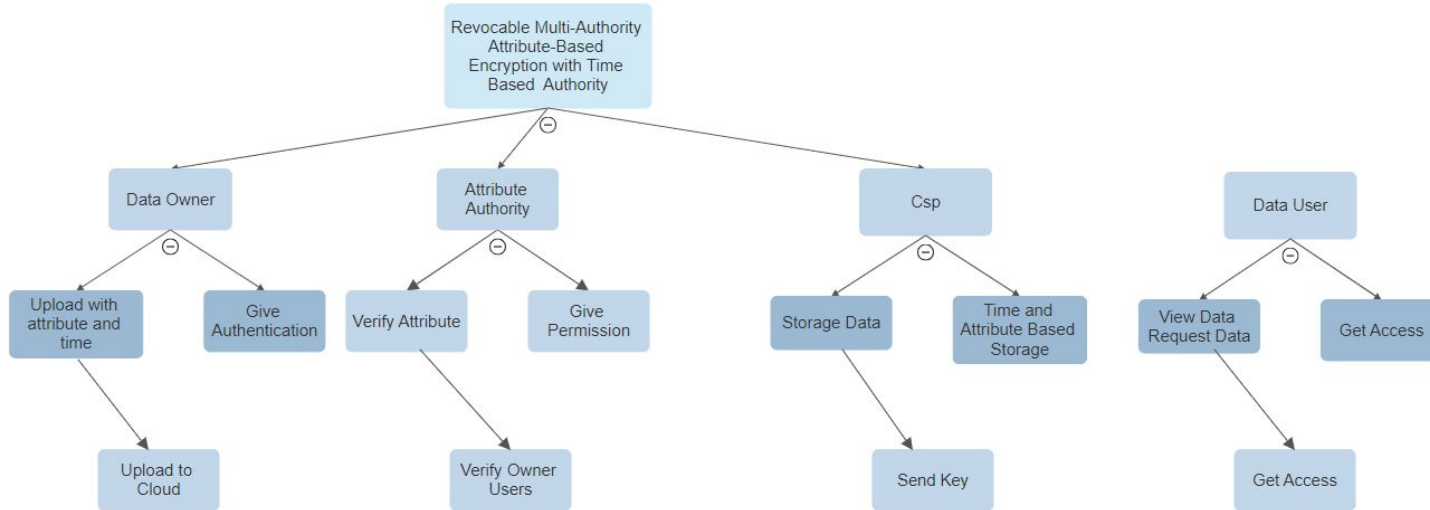 Revocable Multi-Authority
Attribute-Based
Encryption with Time
Based Authority
Data Owner
Attribute
Authority
Csp
Data User
Upload with
attribute and
time
Give
Authentication
Verify Attribute
Give
Permission
Storage Data
Time and
Attribute Based
Storage
View Data
Request Data
Get Access
Upload to
Cloud
Verify Owner
Users
Send Key
Get Access